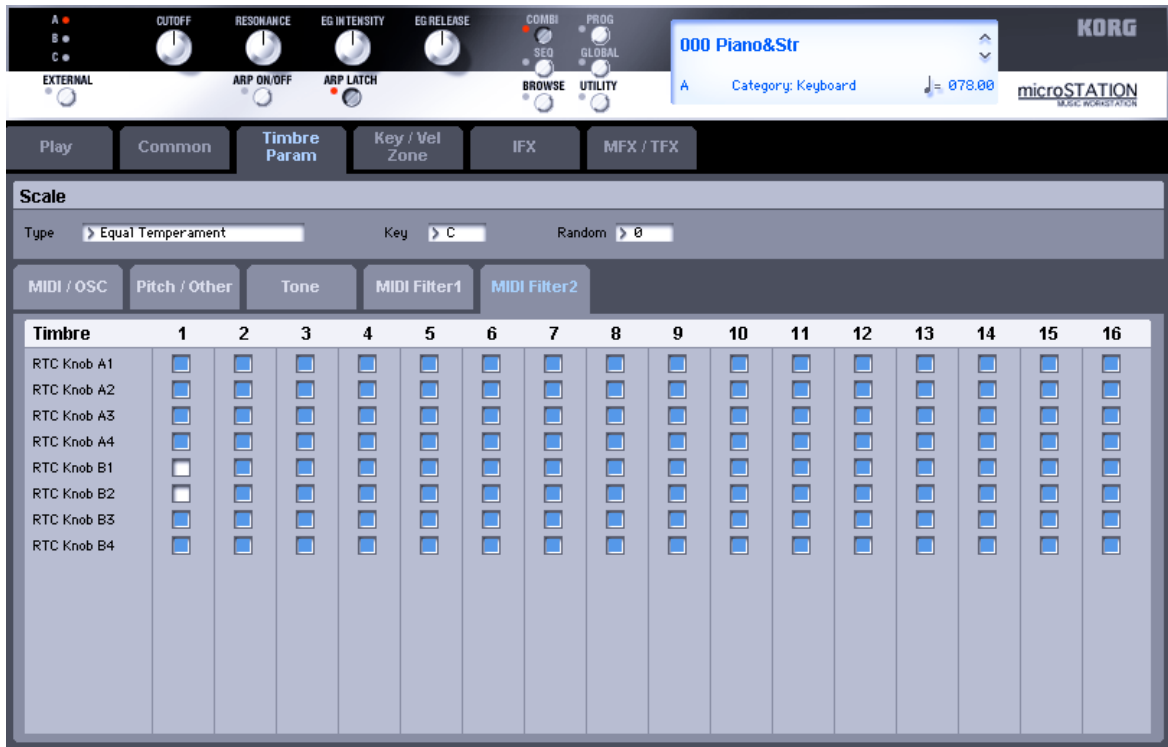 A CUTOFF RESONANCE EG INTENSITY EG RELEASE COMBI PROG KORG
B
C SEQ GLOBAL
000 Piano&Str
EXTERNAL ARP ON/OFF ARP LATCH BROWSE UTILITY
A Category: Keyboard ♩= 078.00
microSTATION
MUSIC WORKSTATION
Play Common Timbre Param Key / Vel Zone IFX MFX / TFX
Scale
Type Equal Temperament Key C Random 0
MIDI / OSC Pitch / Other Tone MIDI Filter1 MIDI Filter2
Timbre 1 2 3 4 5 6 7 8 9 10 11 12 13 14 15 16
RTC Knob A1
RTC Knob A2
RTC Knob A3
RTC Knob A4
RTC Knob B1
RTC Knob B2
RTC Knob B3
RTC Knob B4